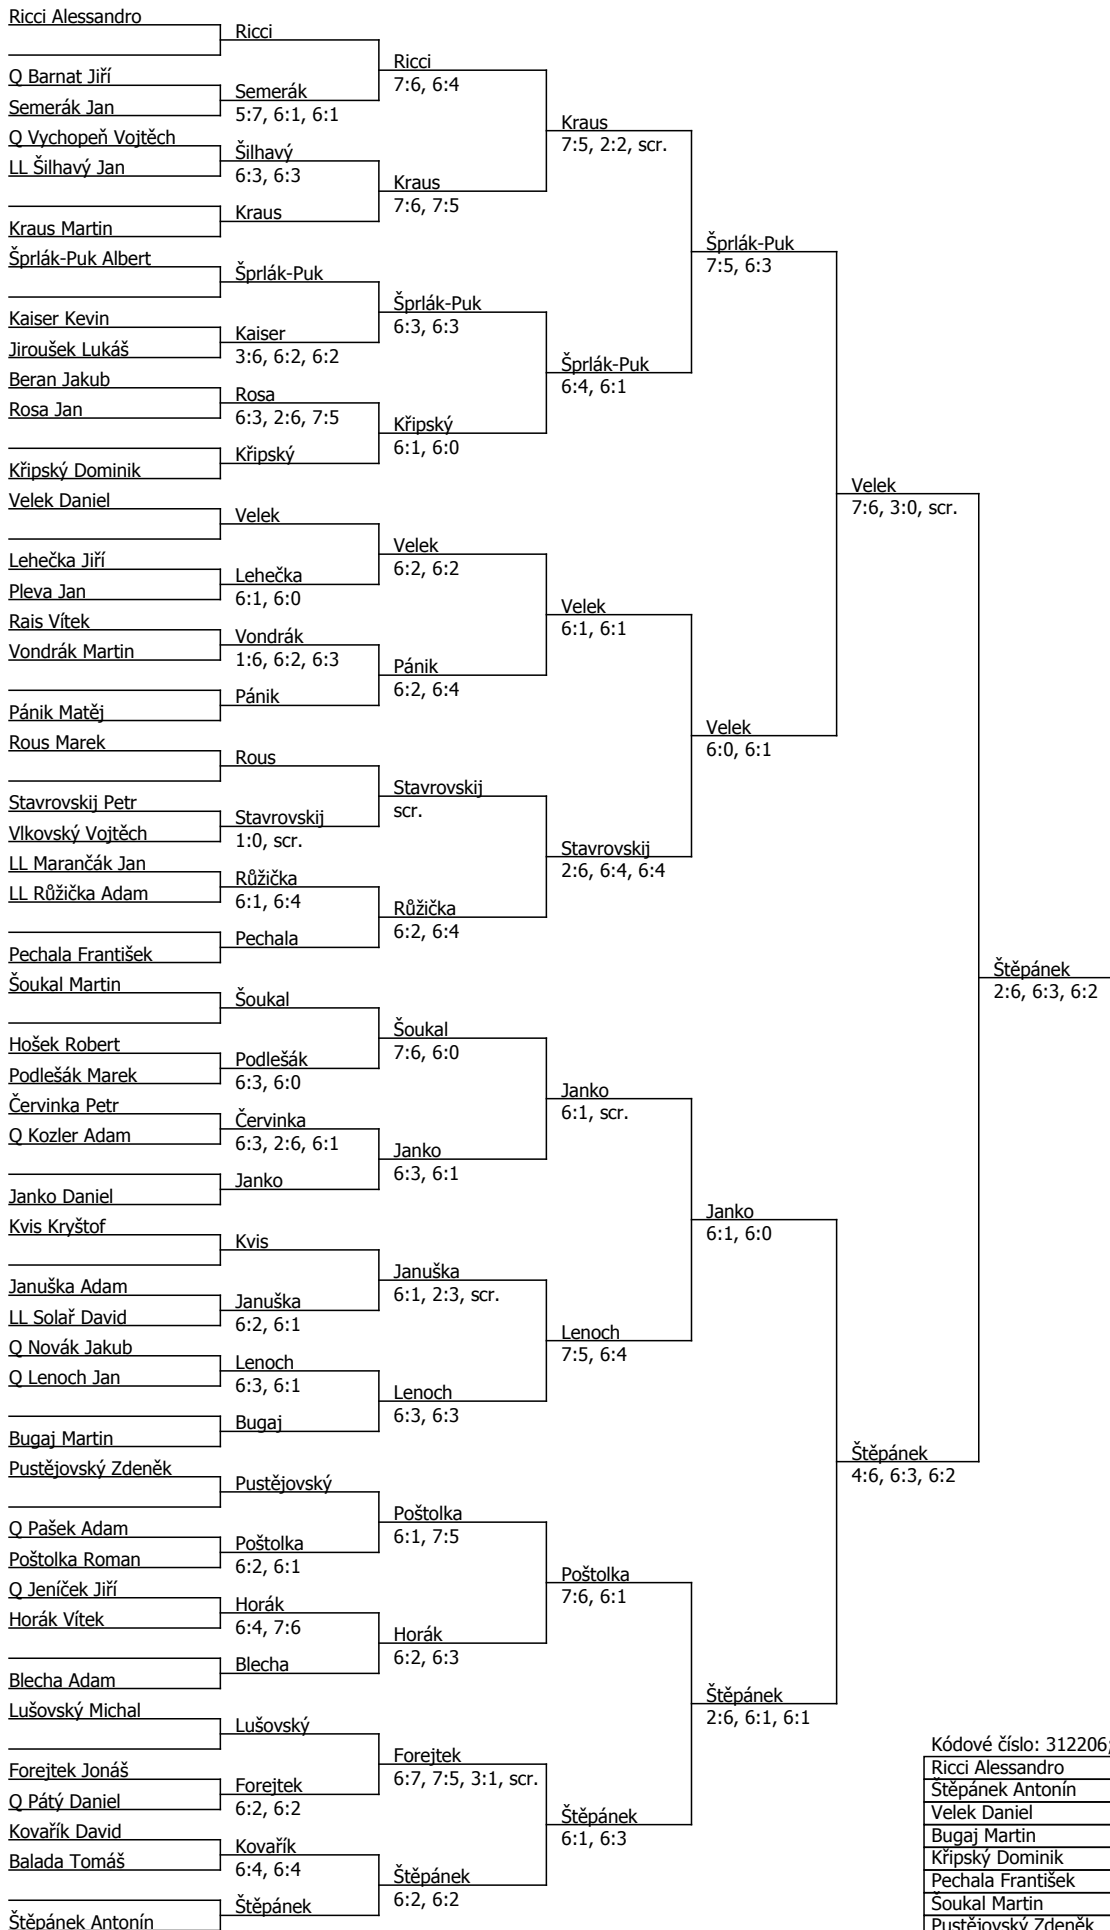 Ricci Alessandro
Q Barnat Jiří
Semerák Jan
Q Vychopeň Vojtěch
LL Šilhavý Jan
Kraus Martin
Šprlák-Puk Albert
Kaiser Kevin
Jiroušek Lukáš
Beran Jakub
Rosa Jan
Křipský Dominik
Velek Daniel
Lehečka Jiří
Pleva Jan
Rais Vítek
Vondrák Martin
Pánik Matěj
Rous Marek
Stavrovskij Petr
Vlkovský Vojtěch
LL Marančák Jan
LL Růžička Adam
Pechala František
Šoukal Martin
Hošek Robert
Podlešák Marek
Červinka Petr
Q Kozler Adam
Janko Daniel
Kvis Kryštof
Januška Adam
LL Solař David
Q Novák Jakub
Q Lenoch Jan
Bugaj Martin
Pustějovský Zdeněk
Q Pašek Adam
Poštolka Roman
Q Jeníček Jiří
Horák Vítek
Blecha Adam
Lušovský Michal
Forejtek Jonáš
Q Pátý Daniel
Kovařík David
Balada Tomáš
Štěpánek Antonín
Ricci
Semerák
5:7, 6:1, 6:1
Šilhavý
6:3, 6:3
Kraus
Šprlák-Puk
Kaiser
3:6, 6:2, 6:2
Rosa
6:3, 2:6, 7:5
Křipský
Velek
Lehečka
6:1, 6:0
Vondrák
1:6, 6:2, 6:3
Pánik
Rous
Stavrovskij
1:0, scr.
Růžička
6:1, 6:4
Pechala
Šoukal
Podlešák
6:3, 6:0
Červinka
6:3, 2:6, 6:1
Janko
Kvis
Januška
6:2, 6:1
Lenoch
6:3, 6:1
Bugaj
Pustějovský
Poštolka
6:2, 6:1
Horák
6:4, 7:6
Blecha
Lušovský
Forejtek
6:2, 6:2
Kovařík
6:4, 6:4
Štěpánek
Ricci
7:6, 6:4
Kraus
7:6, 7:5
Šprlák-Puk
6:3, 6:3
Křipský
6:1, 6:0
Velek
6:2, 6:2
Pánik
6:2, 6:4
Stavrovskij
scr.
Růžička
6:2, 6:4
Šoukal
7:6, 6:0
Janko
6:3, 6:1
Januška
6:1, 2:3, scr.
Lenoch
6:3, 6:3
Poštolka
6:1, 7:5
Horák
6:2, 6:3
Forejtek
6:7, 7:5, 3:1, scr.
Štěpánek
6:2, 6:2
Kraus
7:5, 2:2, scr.
Šprlák-Puk
6:4, 6:1
Velek
6:1, 6:1
Stavrovskij
2:6, 6:4, 6:4
Janko
6:1, scr.
Lenoch
7:5, 6:4
Poštolka
7:6, 6:1
Štěpánek
6:1, 6:3
Šprlák-Puk
7:5, 6:3
Velek
6:0, 6:1
Janko
6:1, 6:0
Štěpánek
2:6, 6:1, 6:1
Velek
7:6, 3:0, scr.
Štěpánek
4:6, 6:3, 6:2
Štěpánek
2:6, 6:3, 6:2
Kódové číslo: 312206;
Ricci Alessandro
Štěpánek Antonín
Velek Daniel
Bugaj Martin
Křipský Dominik
Pechala František
Šoukal Martin
Pustějovský Zdeněk